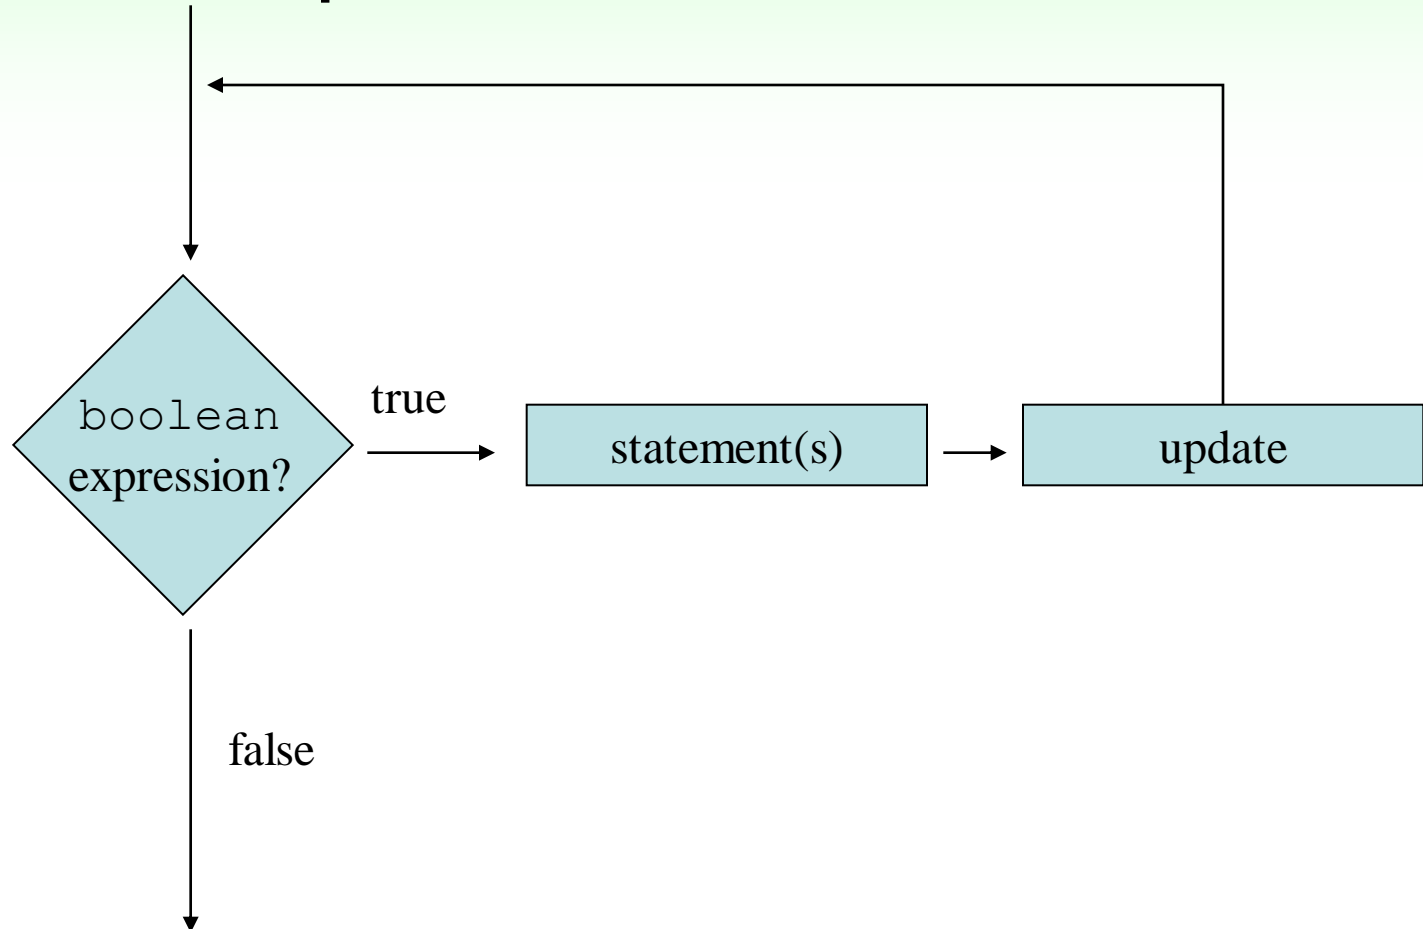 boolean
expression?
true
statement(s)
update
false